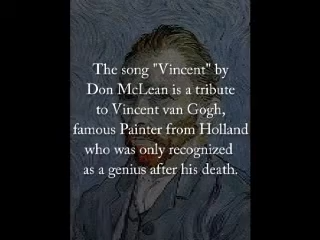 The song "Vincent" by
Don McLean is a tribute
to Vincent van Gogh,
famous Painter from Holland
who was only recognized
as a genius after his death.